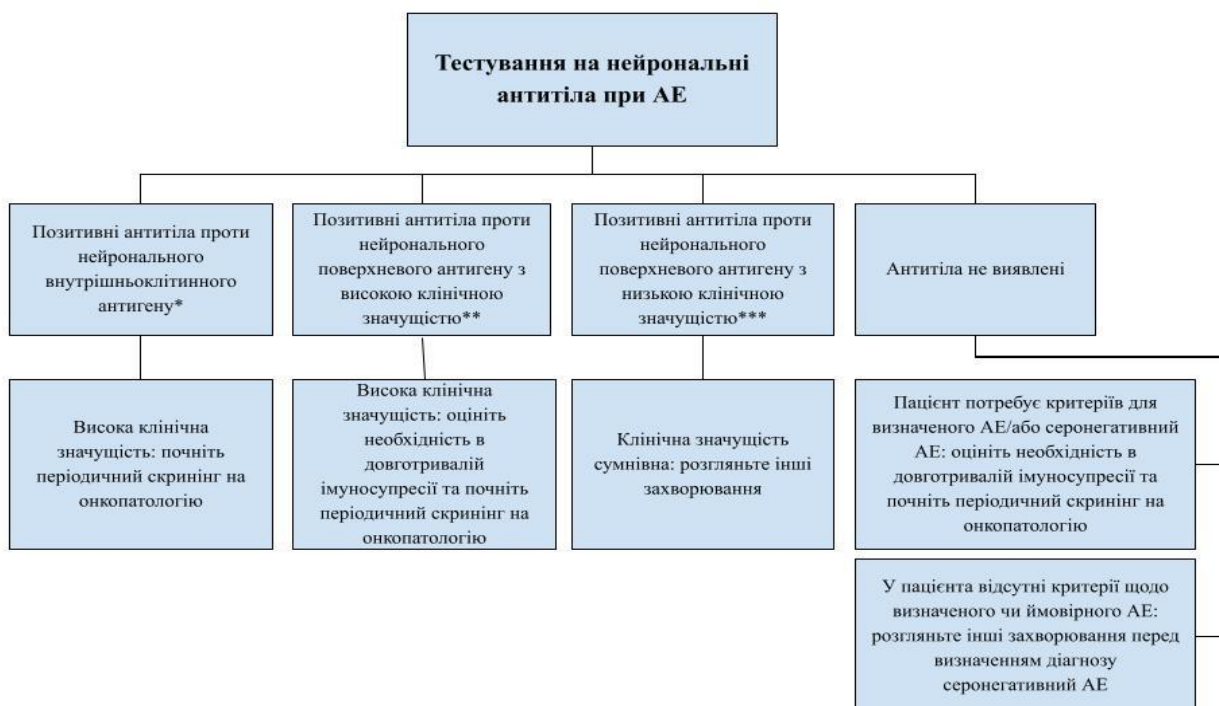 Тестування на нейрональні
антитіла при АЕ
Позитивні антитіла проти
нейронального
внутрішньоклітинного
антигену*
Позитивні антитіла проти
нейронального
поверхневого антигену з
високою клінічною
значущістю**
Позитивні антитіла проти
нейронального
поверхневого антигену з
низькою клінічною
значущістю***
Антитіла не виявлені
Висока клінічна
значущість: почніть
періодичний скринінг на
онкопатологію
Висока клінічна
значущість: оцініть
необхідність в
довготривалій
імуносупресії та почніть
періодичний скринінг на
онкопатологію
Клінічна значущість
сумнівна: розгляньте інші
захворювання
Пацієнт потребує критеріїв для
визначеного АЕ/або серонегативний
АЕ: оцініть необхідність в
довготривалій імуносупресії та
почніть періодичний скринінг на
онкопатологію
У пацієнта відсутні критерії щодо
визначеного чи ймовірного АЕ:
розгляньте інші захворювання перед
визначенням діагнозу
серонегативний АЕ